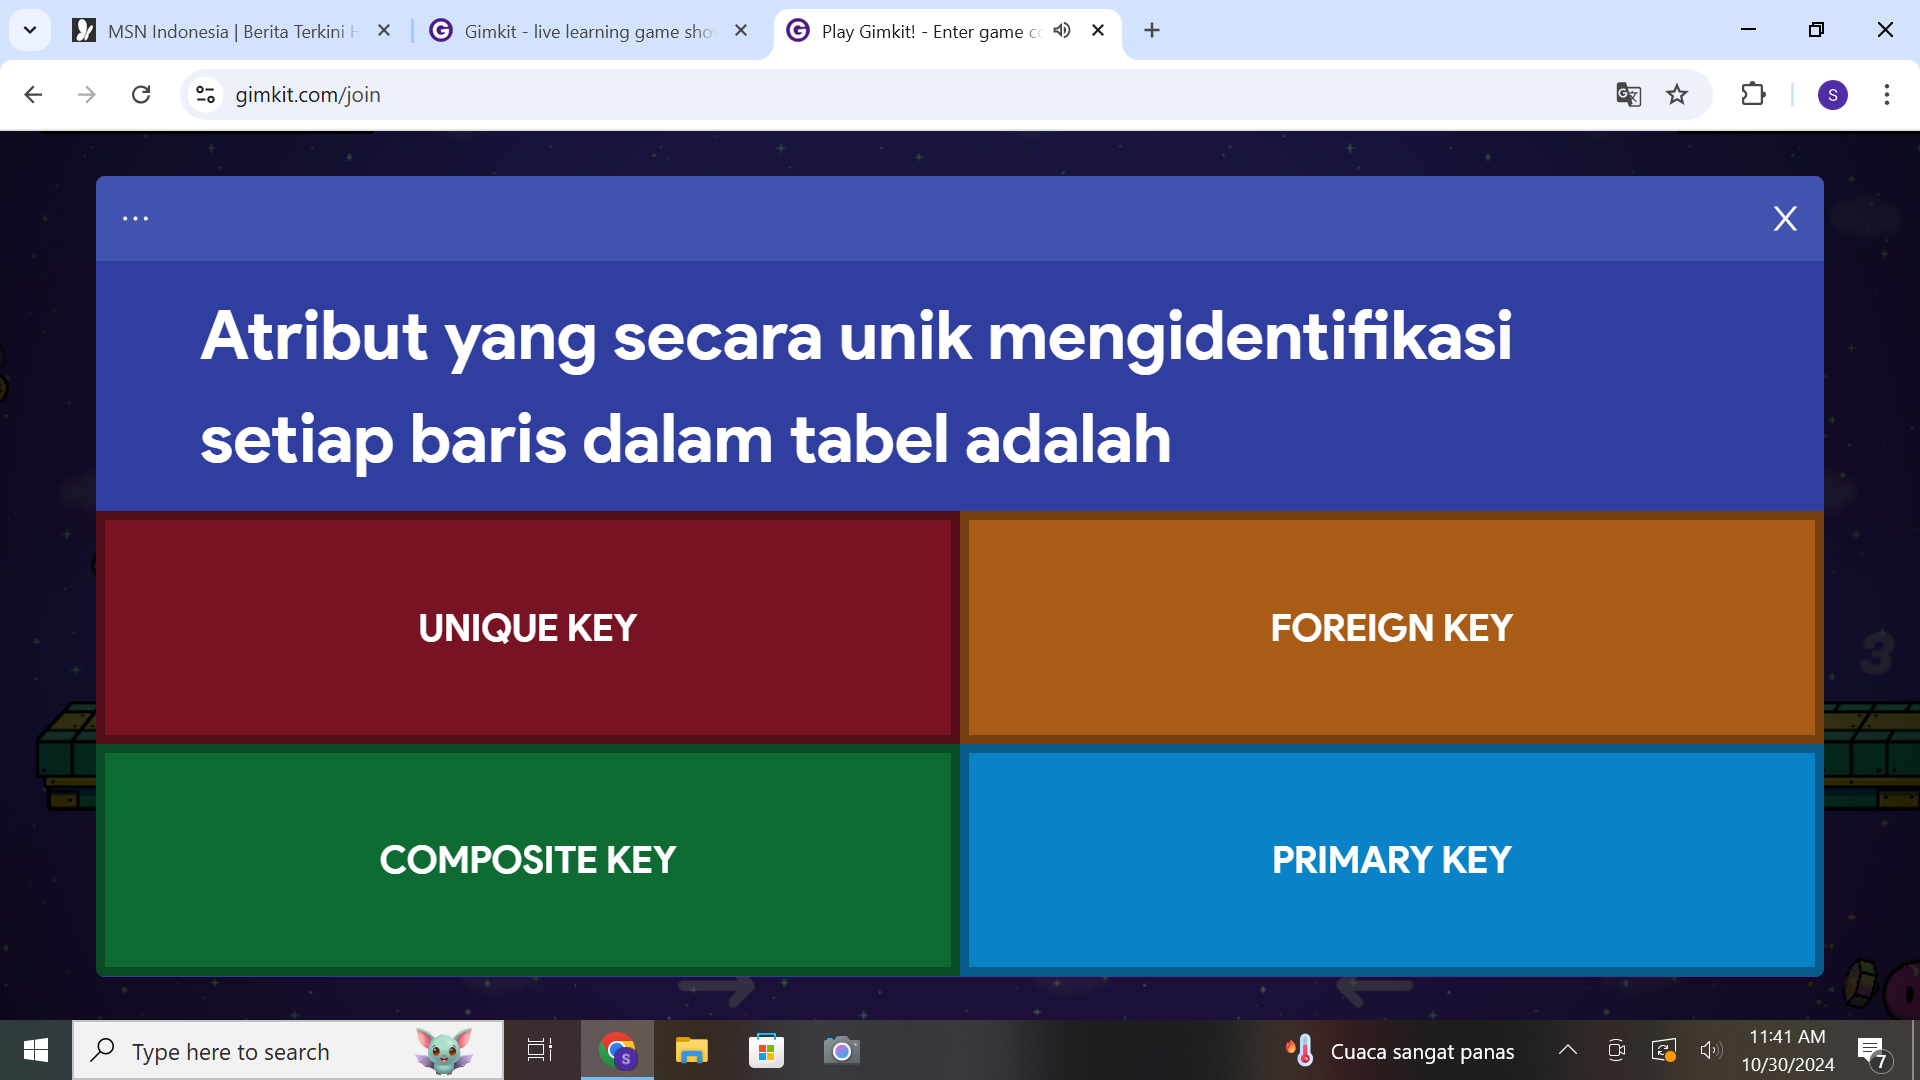 MSN Indonesia | Berita Terkini H
Gimkit - live learning game sho
Play Gimkit! - Enter game co
gimkit.com/join
S
...
X
Atribut yang secara unik mengidentifikasi
setiap baris dalam tabel adalah
UNIQUE KEY
FOREIGN KEY
COMPOSITE KEY
PRIMARY KEY
3
Type here to search
S
Cuaca sangat panas
11:41 AM
10/30/2024
7